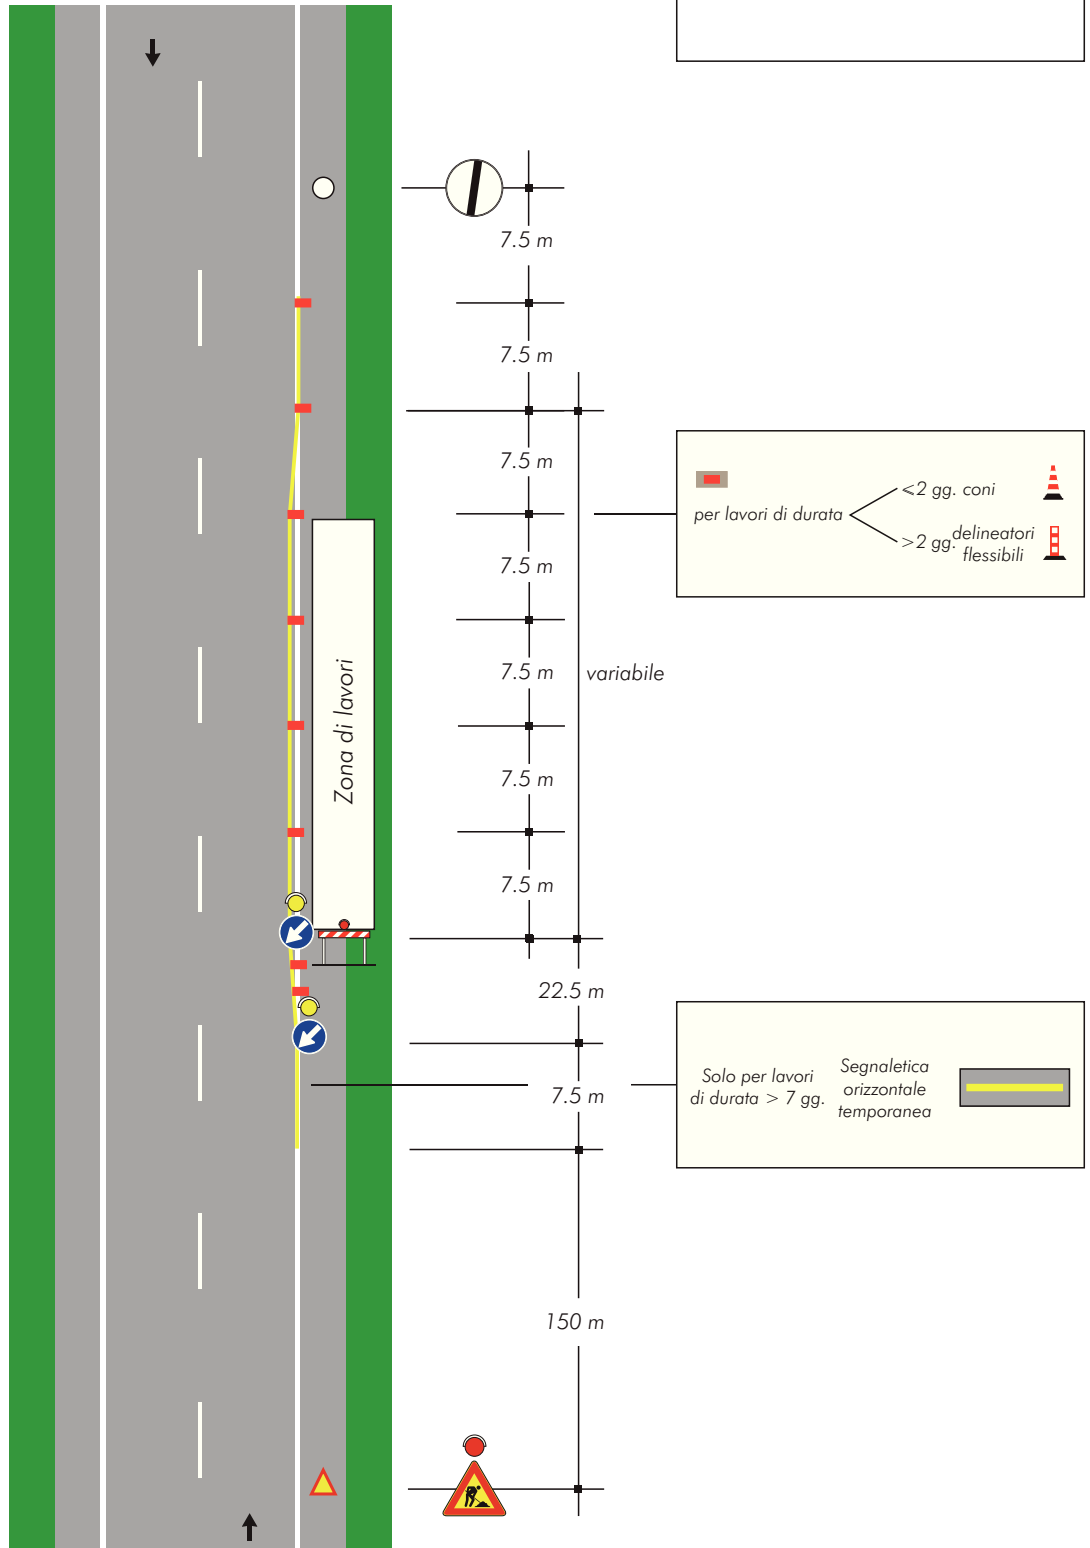 7.5 m
7.5 m
7.5 m
7.5 m
7.5 m
7.5 m
7.5 m
variabile
Zona di lavori
per lavori di durata
<2 gg. coni
>2 gg. delineatori
flessibili
22.5 m
7.5 m
Solo per lavori
di durata > 7 gg.
Segnaletica
orizzontale
temporanea
150 m